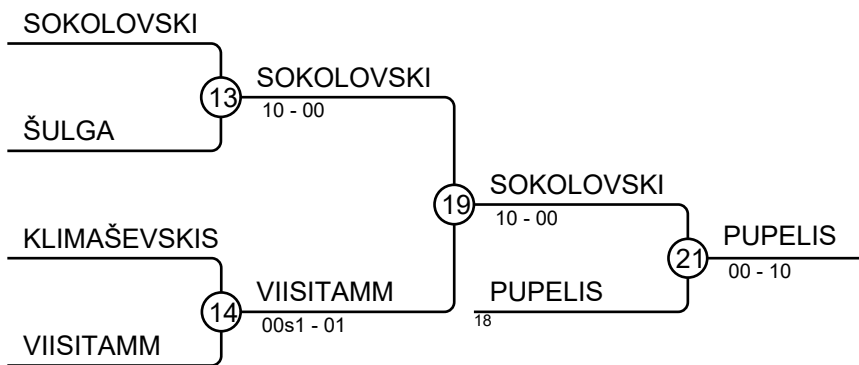 SOKOLOVSKI
13
SOKOLOVSKI
10 - 00
ŠULGA
19
SOKOLOVSKI
10 - 00
KLIMAŠEVSKIS
21
PUPELIS
00 - 10
14
VIISITAMM
00s1 - 01
PUPELIS
18
VIISITAMM